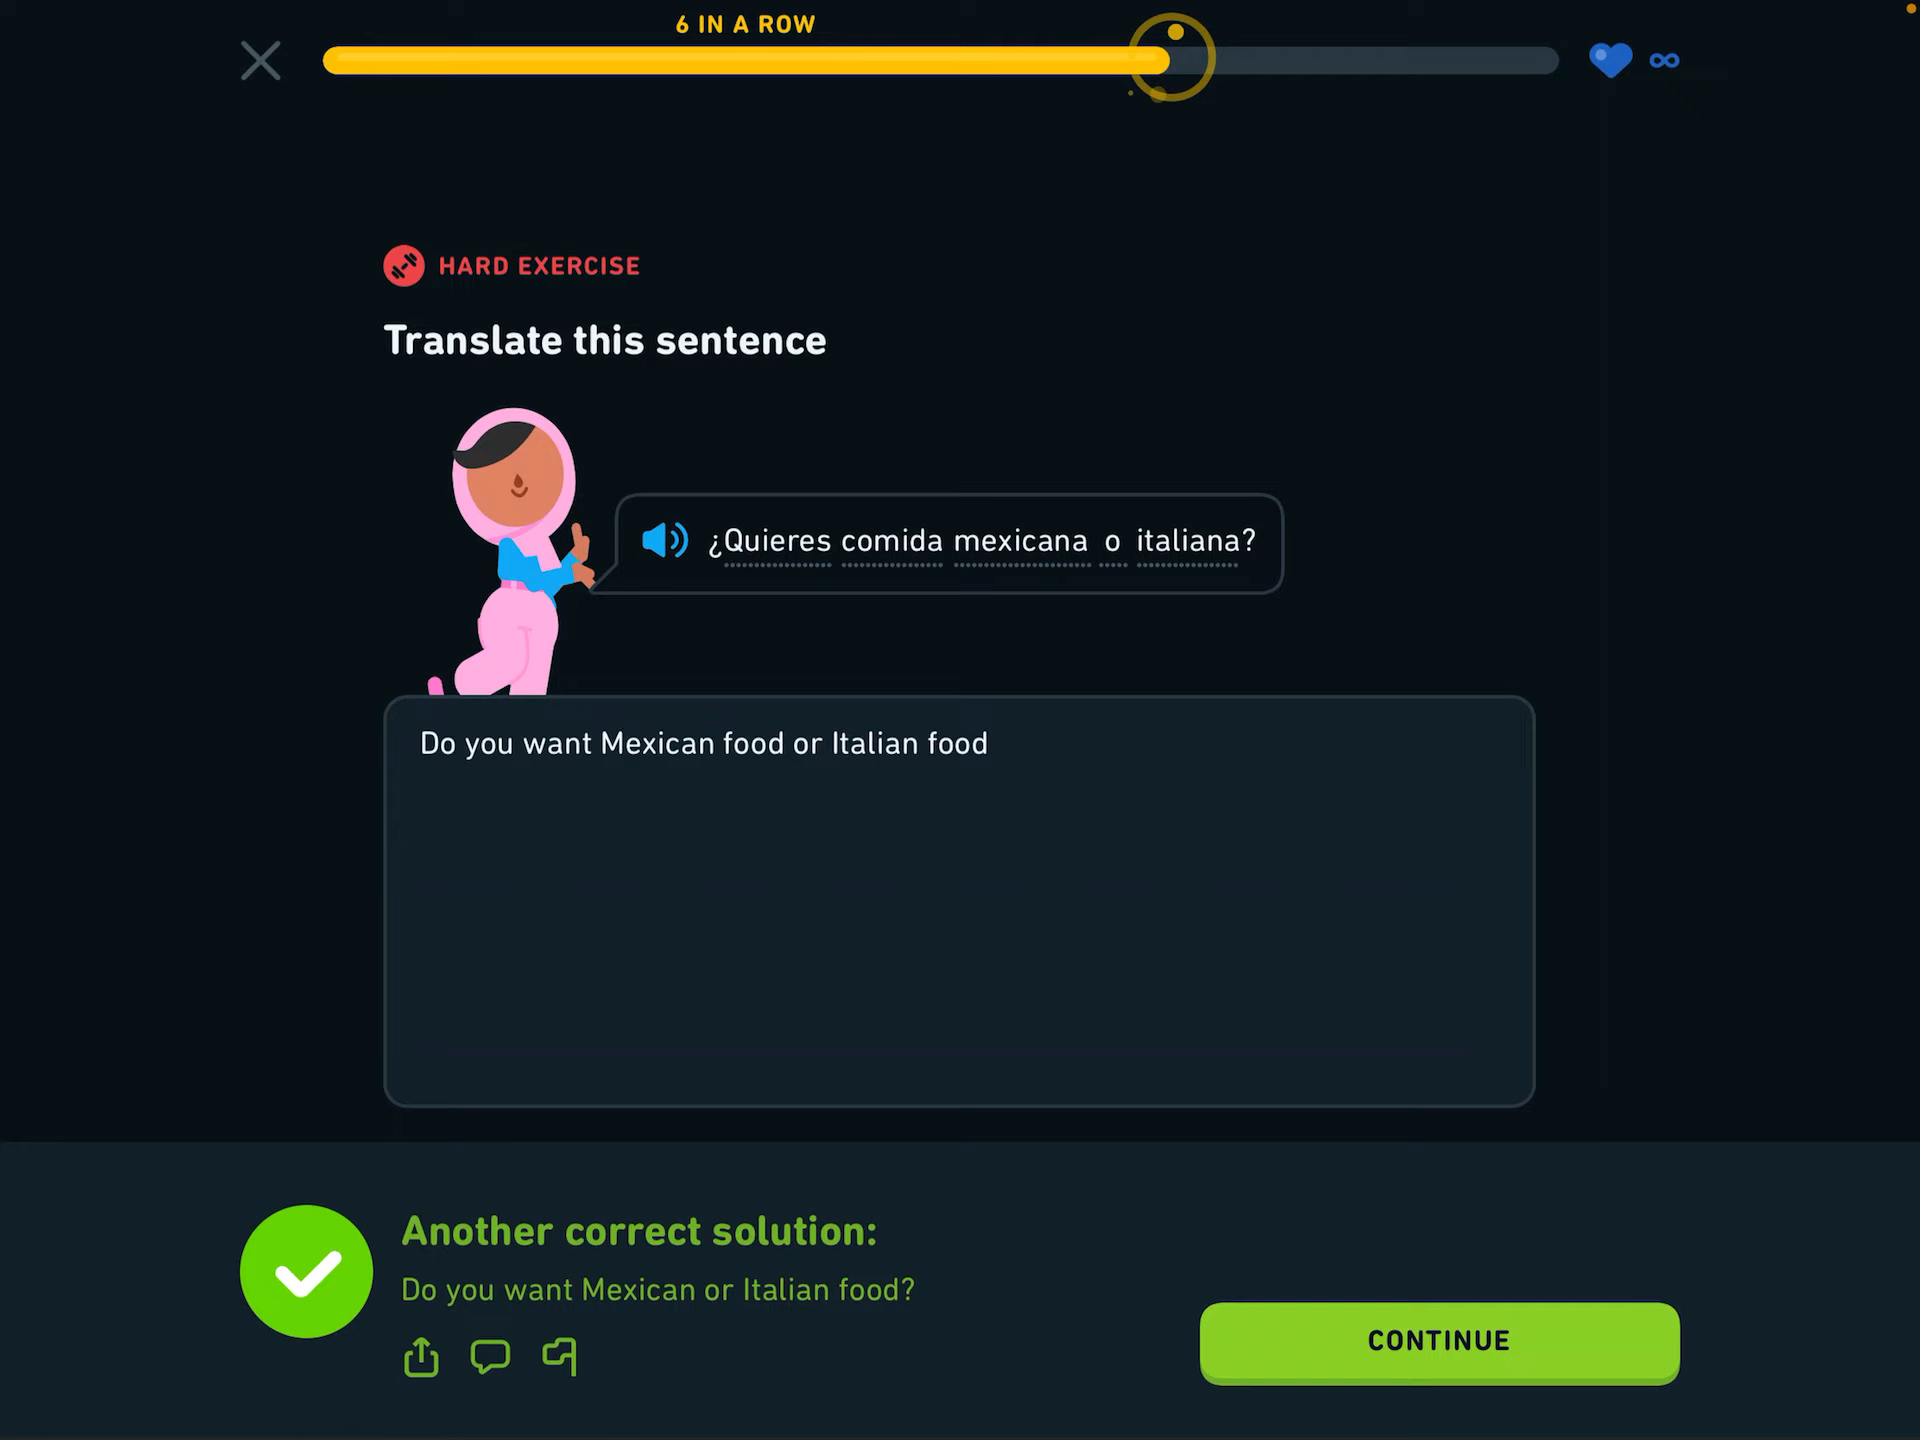 6 IN A ROW
HARD EXERCISE
Translate this sentence
¿Quieres comida mexicana o italiana?
Do you want Mexican food or Italian food
Another correct solution:
Do you want Mexican or Italian food?
CONTINUE